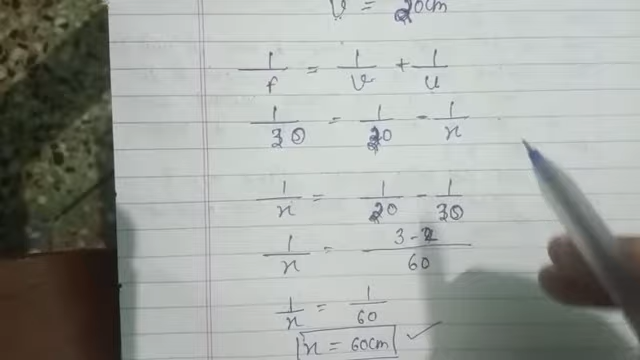 v = 20cm
1/f = 1/v + 1/u
1/30 = 1/20 - 1/x
1/x = 1/20 - 1/30
1/x = 3-2/60
1/x = 1/60
x = 60cm ✓